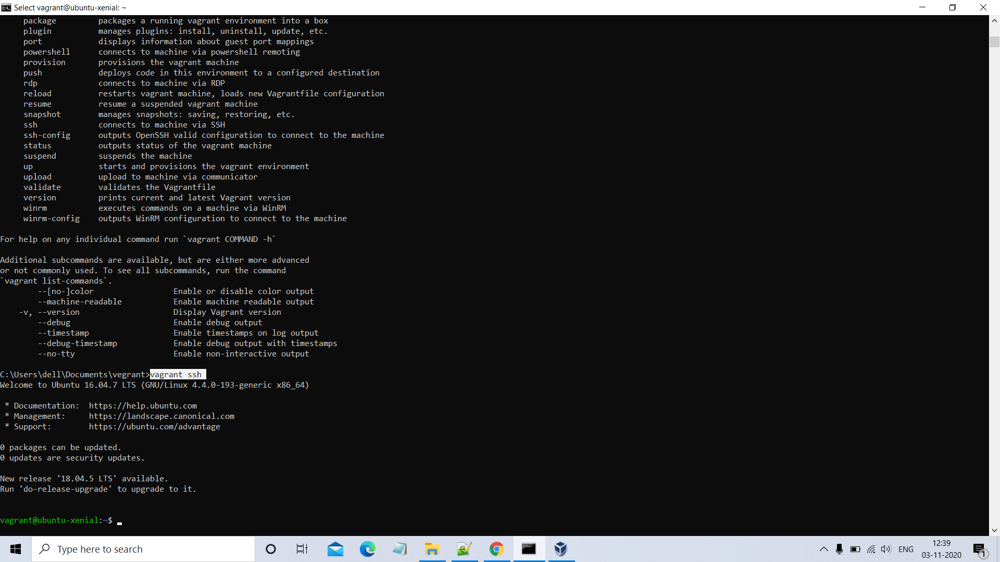 Select vagrant@ubuntu-xenial: ~
package packages a running vagrant environment into a box
plugin manages plugins: install, uninstall, update, etc.
port displays information about guest port mappings
powershell connects to machine via powershell remoting
provision provisions the vagrant machine
push deploys code in this environment to a configured destination
rdp connects to machine via RDP
reload restarts vagrant machine, loads new Vagrantfile configuration
resume resume a suspended vagrant machine
snapshot manages snapshots: saving, restoring, etc.
ssh connects to machine via SSH
ssh-config outputs OpenSSH valid configuration to connect to the machine
status outputs status of the vagrant machine
suspend suspends the machine
up starts and provisions the vagrant environment
upload upload to machine via communicator
validate validates the Vagrantfile
version prints current and latest Vagrant version
winrm executes commands on a machine via WinRM
winrm-config outputs WinRM configuration to connect to the machine
For help on any individual command run `vagrant COMMAND -h`
Additional subcommands are available, but are either more advanced
or not commonly used. To see all subcommands, run the command
`vagrant list-commands`.
--[no-]color Enable or disable color output
--machine-readable Enable machine readable output
-v, --version Display Vagrant version
--debug Enable debug output
--timestamp Enable timestamps on log output
--debug-timestamp Enable debug output with timestamps
--no-tty Enable non-interactive output
C:\Users\dell\Documents\vegrant>vagrant ssh
Welcome to Ubuntu 16.04.7 LTS (GNU/Linux 4.4.0-193-generic x86_64)
* Documentation: https://help.ubuntu.com
* Management: https://landscape.canonical.com
* Support: https://ubuntu.com/advantage
0 packages can be updated.
0 updates are security updates.
New release '18.04.5 LTS' available.
Run 'do-release-upgrade' to upgrade to it.
vagrant@ubuntu-xenial:~$
Type here to search
ENG
12:39
03-11-2020
1